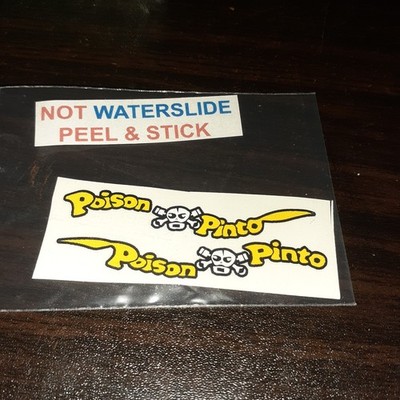 NOT WATERSLIDE
PEEL & STICK
Poison Pinto
Poison Pinto